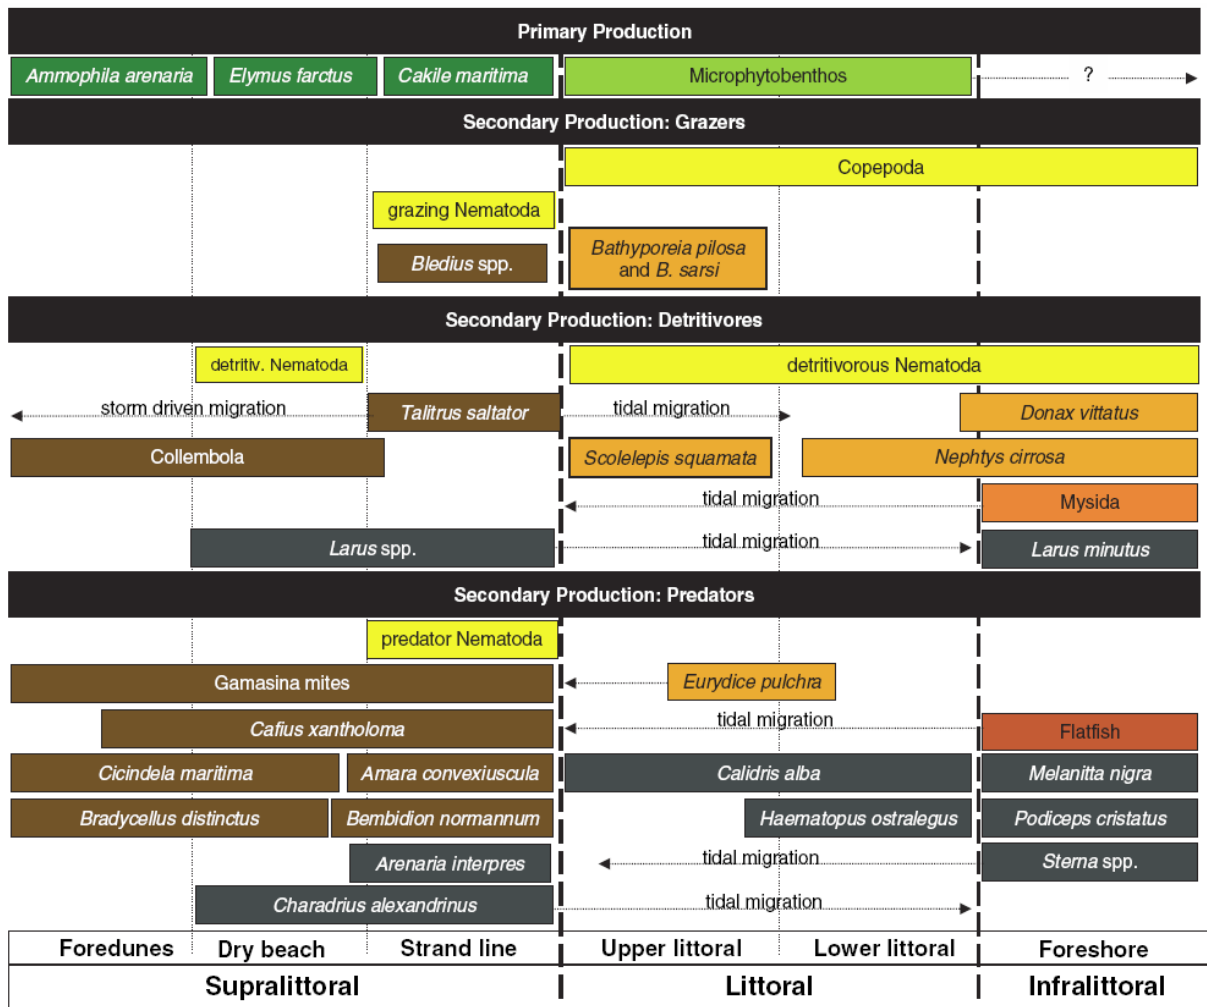 Primary Production
Ammophila arenaria Elymus farctus Cakile maritima Microphytobenthos ?
Secondary Production: Grazers
Copepoda
grazing Nematoda
Bledius spp. Bathyporeia pilosa
and B. sarsi
Secondary Production: Detritivores
detritiv. Nematoda detritivorous Nematoda
storm driven migration Talitrus saltator tidal migration Donax vittatus
Collembola Scolelepis squamata Nephtys cirrosa
tidal migration Mysida
Larus spp. tidal migration Larus minutus
Secondary Production: Predators
predator Nematoda
Gamasina mites Eurydice pulchra
Cafius xantholoma tidal migration Flatfish
Cicindela maritima Amara convexiuscula Calidris alba Melanitta nigra
Bradycellus distinctus Bembidion normannum Haematopus ostralegus Podiceps cristatus
Arenaria interpres tidal migration Sterna spp.
Charadrius alexandrinus tidal migration
Foredunes Dry beach Strand line Upper littoral Lower littoral Foreshore
Supralittoral Littoral Infralittoral